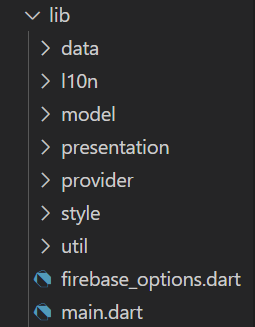 lib
data
l10n
model
presentation
provider
style
util
firebase_options.dart
main.dart